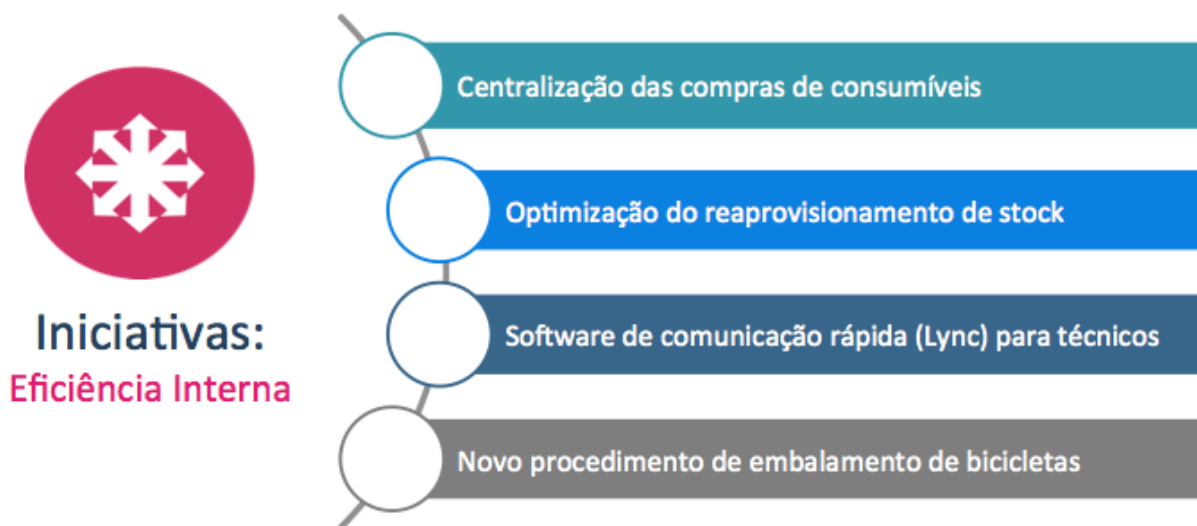 Iniciativas:
Eficiência Interna
Centralização das compras de consumíveis
Optimização do reaprovisionamento de stock
Software de comunicação rápida (Lync) para técnicos
Novo procedimento de embalamento de bicicletas